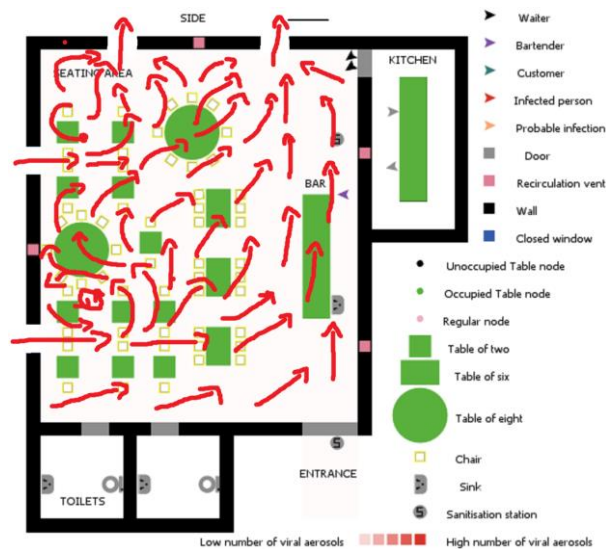 SIDE
SEATING AREA
KITCHEN
BAR
ENTRANCE
TOILETS
Low number of viral aerosols
High number of viral aerosols
Waiter
Bartender
Customer
Infected person
Probable infection
Door
Recirculation vent
Wall
Closed window
Unoccupied Table node
Occupied Table node
Regular node
Table of two
Table of six
Table of eight
Chair
Sink
Sanitisation station